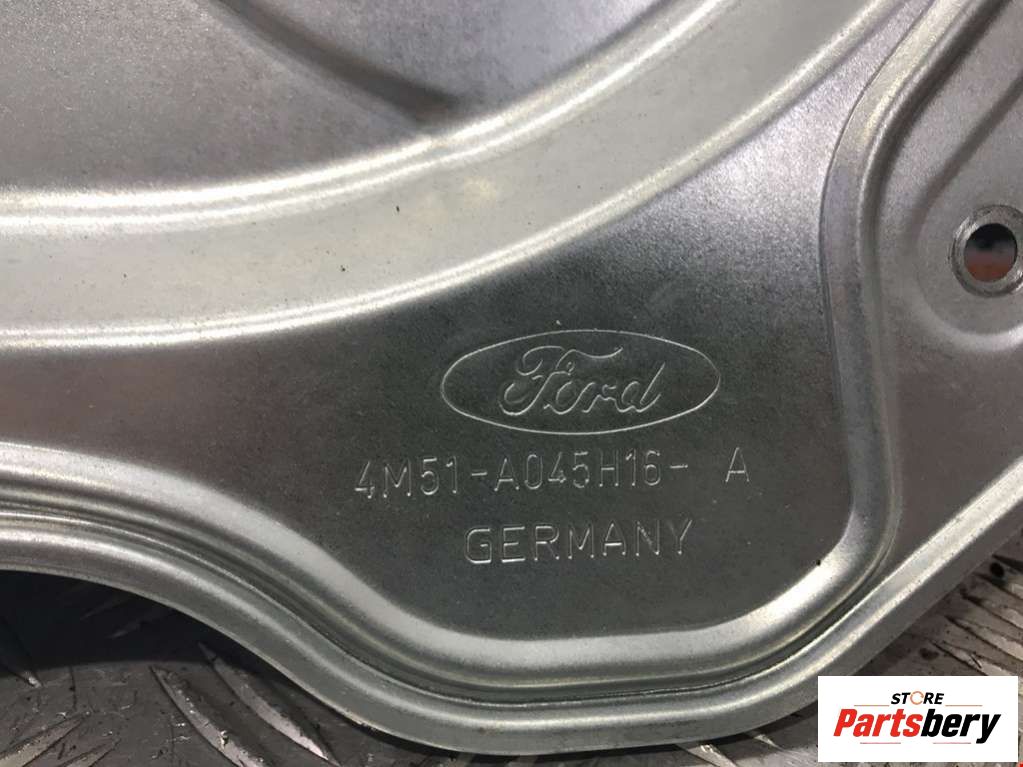 Ford
4M51-A045H16- A
GERMANY
STORE
Partsbery